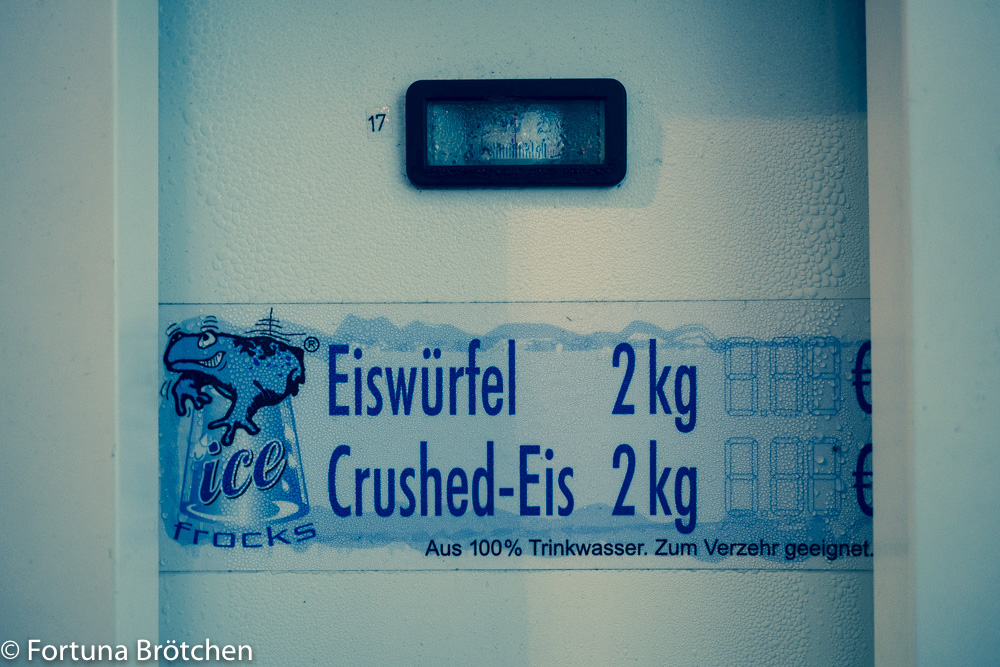 17
®
Eiswürfel 2 kg €
ice
Crushed-Eis 2 kg €
frocks
Aus 100% Trinkwasser. Zum Verzehr geeignet.
© Fortuna Brötchen